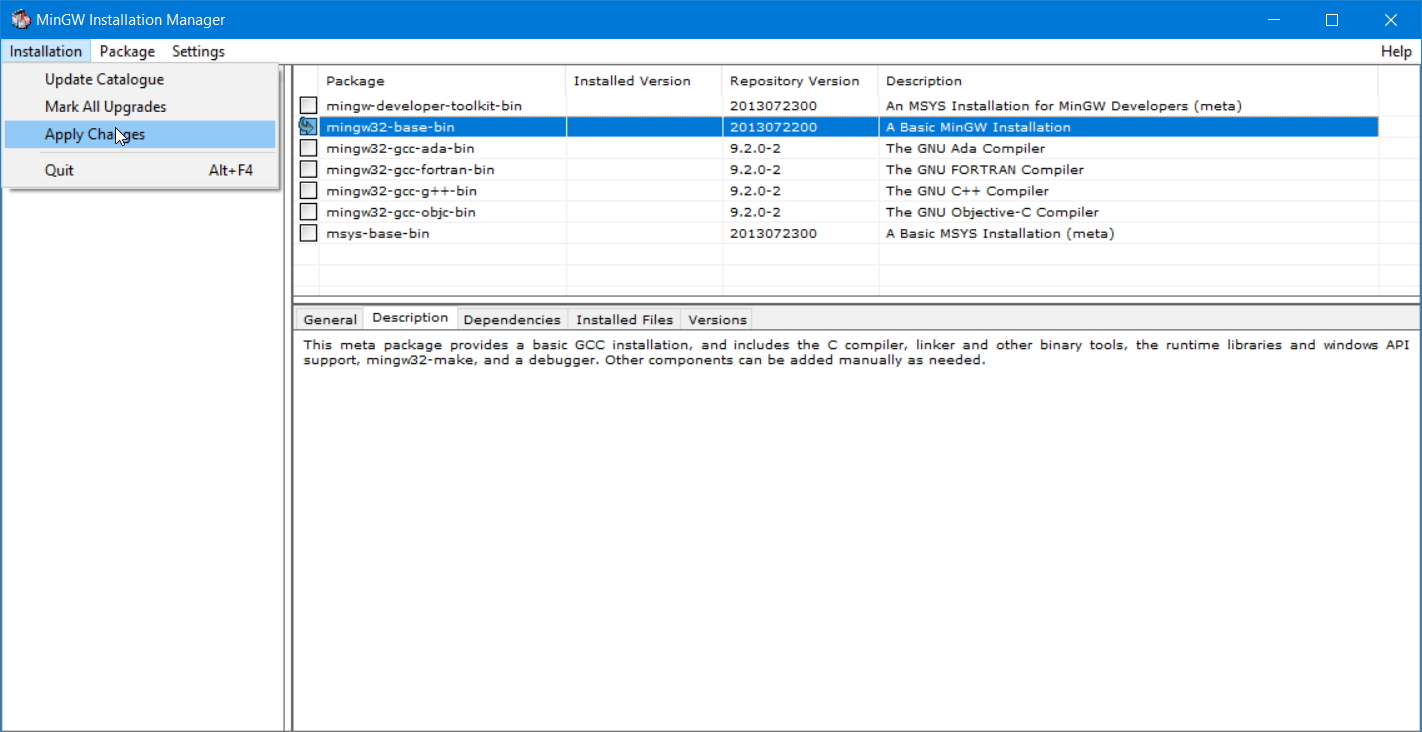 MinGW Installation Manager
Installation Package Settings Help
Update Catalogue
Mark All Upgrades
Apply Changes
Quit Alt+F4
Package Installed Version Repository Version Description
mingw-developer-toolkit-bin 2013072300 An MSYS Installation for MinGW Developers (meta)
mingw32-base-bin 2013072200 A Basic MinGW Installation
mingw32-gcc-ada-bin 9.2.0-2 The GNU Ada Compiler
mingw32-gcc-fortran-bin 9.2.0-2 The GNU FORTRAN Compiler
mingw32-gcc-g++-bin 9.2.0-2 The GNU C++ Compiler
mingw32-gcc-objc-bin 9.2.0-2 The GNU Objective-C Compiler
msys-base-bin 2013072300 A Basic MSYS Installation (meta)
General Description Dependencies Installed Files Versions
This meta package provides a basic GCC installation, and includes the C compiler, linker and other binary tools, the runtime libraries and windows API
support, mingw32-make, and a debugger. Other components can be added manually as needed.